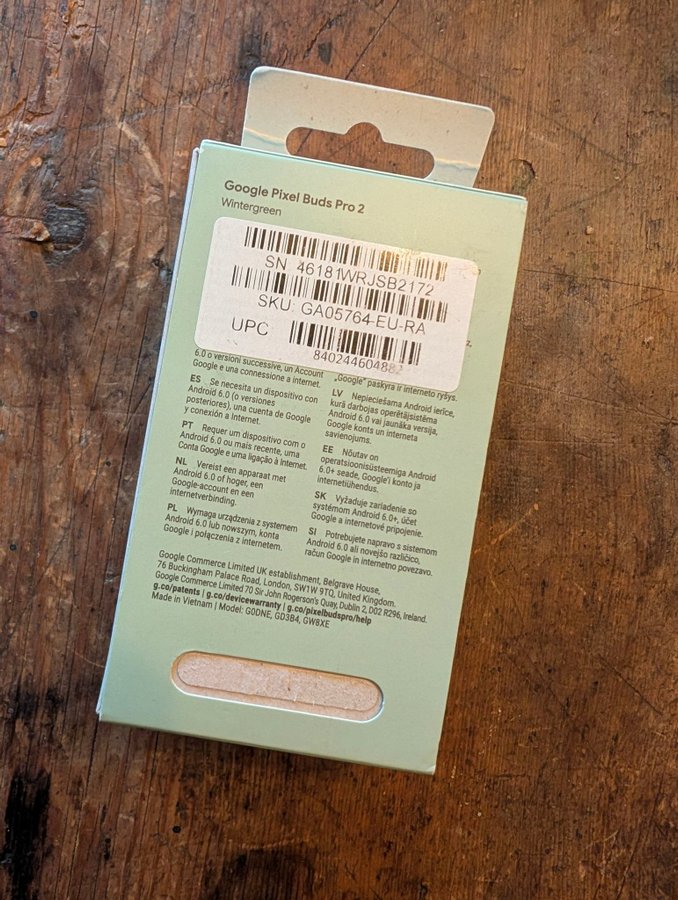 Google Pixel Buds Pro 2
Wintergreen
SN 46181WRJSB2172
SKU: GA05764-EU-RA
UPC
840244604882
6.0 o versioni successive, un Account
Google e una connessione a internet.
ES Se necesita un dispositivo con
Android 6.0 (o versiones
posteriores), una cuenta de Google
y conexión a Internet.
PT Requer um dispositivo com o
Android 6.0 ou mais recente, uma
Conta Google e uma ligação à Internet.
NL Vereist een apparaat met
Android 6.0 of hoger, een
Google-account en een
internetverbinding.
PL Wymaga urządzenia z systemem
Android 6.0 lub nowszym, konta
Google i połączenia z internetem.
„Google“ paskyra ir interneto ryšys.
LV Nepieciešama Android ierīce,
kurā darbojas operētājsistēma
Android 6.0 vai jaunāka versija,
Google konts un interneta
savienojums.
EE Nõutav on
operatsioonisüsteemiga Android
6.0+ seade, Google'i konto ja
internetiühendus.
SK Vyžaduje zariadenie so
systémom Android 6.0+, účet
Google a internetové pripojenie.
SI Potrebujete napravo s sistemom
Android 6.0 ali novejšo različico,
račun Google in internetno povezavo.
Google Commerce Limited UK establishment, Belgrave House,
76 Buckingham Palace Road, London, SW1W 9TQ, United Kingdom.
Google Commerce Limited 70 Sir John Rogerson's Quay, Dublin 2, D02 R296, Ireland.
g.co/patents | g.co/devicewarranty | g.co/pixelbudspro/help
Made in Vietnam | Model: G0DNE, GD3B4, GW8XE